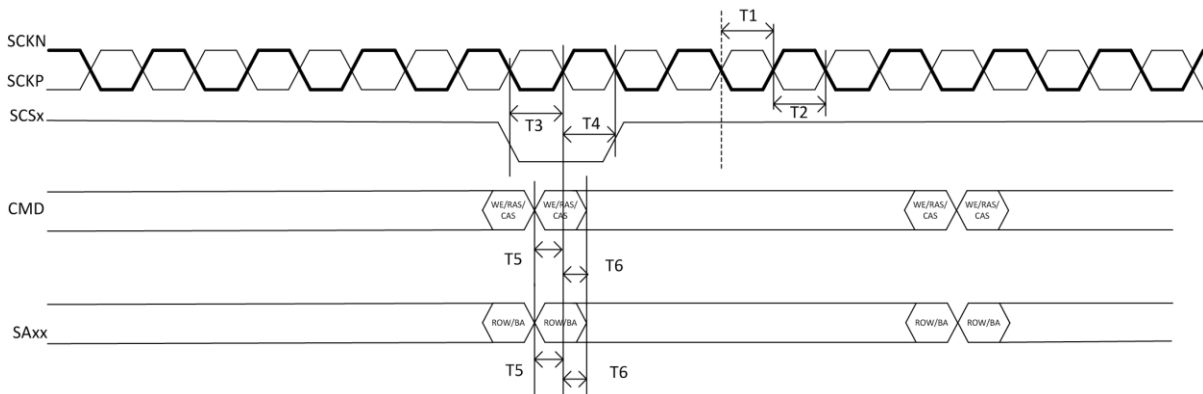 T1
SCKN
SCKP
T2
SCSx
T3
T4
CMD
WE/RAS/
CAS
WE/RAS/
CAS
WE/RAS/
CAS
WE/RAS/
CAS
T5
T6
SAxx
ROW/BA
ROW/BA
ROW/BA
ROW/BA
T5
T6